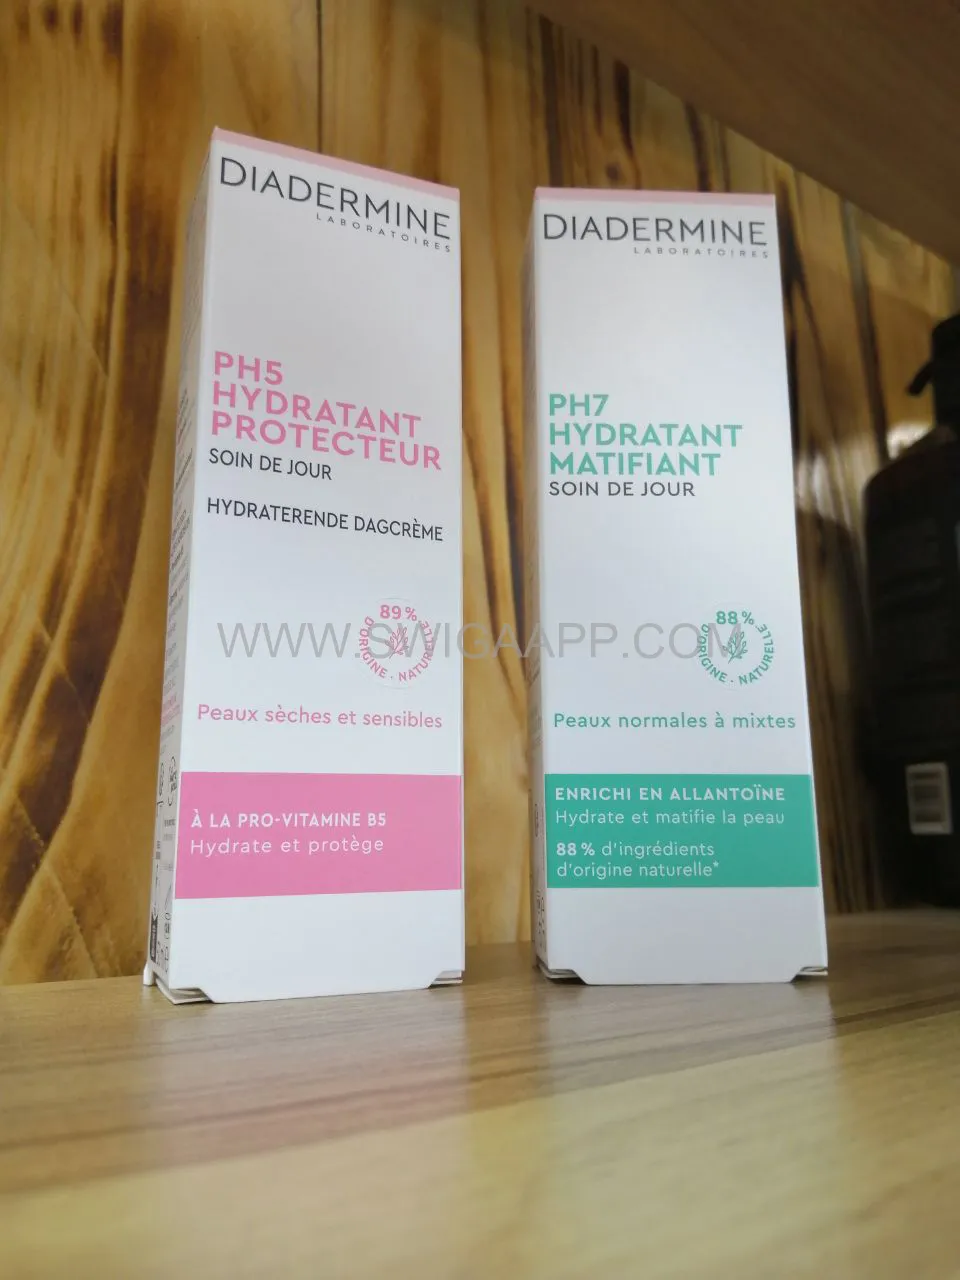 DIADERMINE
LABORATOIRES
PH5
HYDRATANT
PROTECTEUR
SOIN DE JOUR
HYDRATERENDE DAGCRÈME
89%
D'ORIGINE · NATURELLE
Peaux sèches et sensibles
À LA PRO-VITAMINE B5
Hydrate et protège
DIADERMINE
LABORATOIRES
PH7
HYDRATANT
MATIFIANT
SOIN DE JOUR
88%
D'ORIGINE · NATURELLE
Peaux normales à mixtes
ENRICHI EN ALLANTOÏNE
Hydrate et matifie la peau
88% d'ingrédients
d'origine naturelle*
WWW.SWIGAAPP.COM